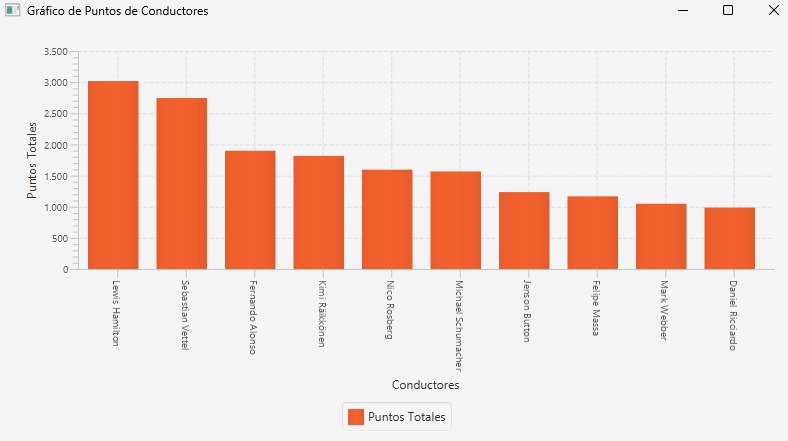 Gráfico de Puntos de Conductores
3.500
3.000
2.500
2.000
1.500
1.000
500
0
Puntos Totales
Lewis Hamilton
Sebastian Vettel
Fernando Alonso
Kimi Räikkönen
Nico Rosberg
Michael Schumacher
Jenson Button
Felipe Massa
Mark Webber
Daniel Ricciardo
Conductores
Puntos Totales